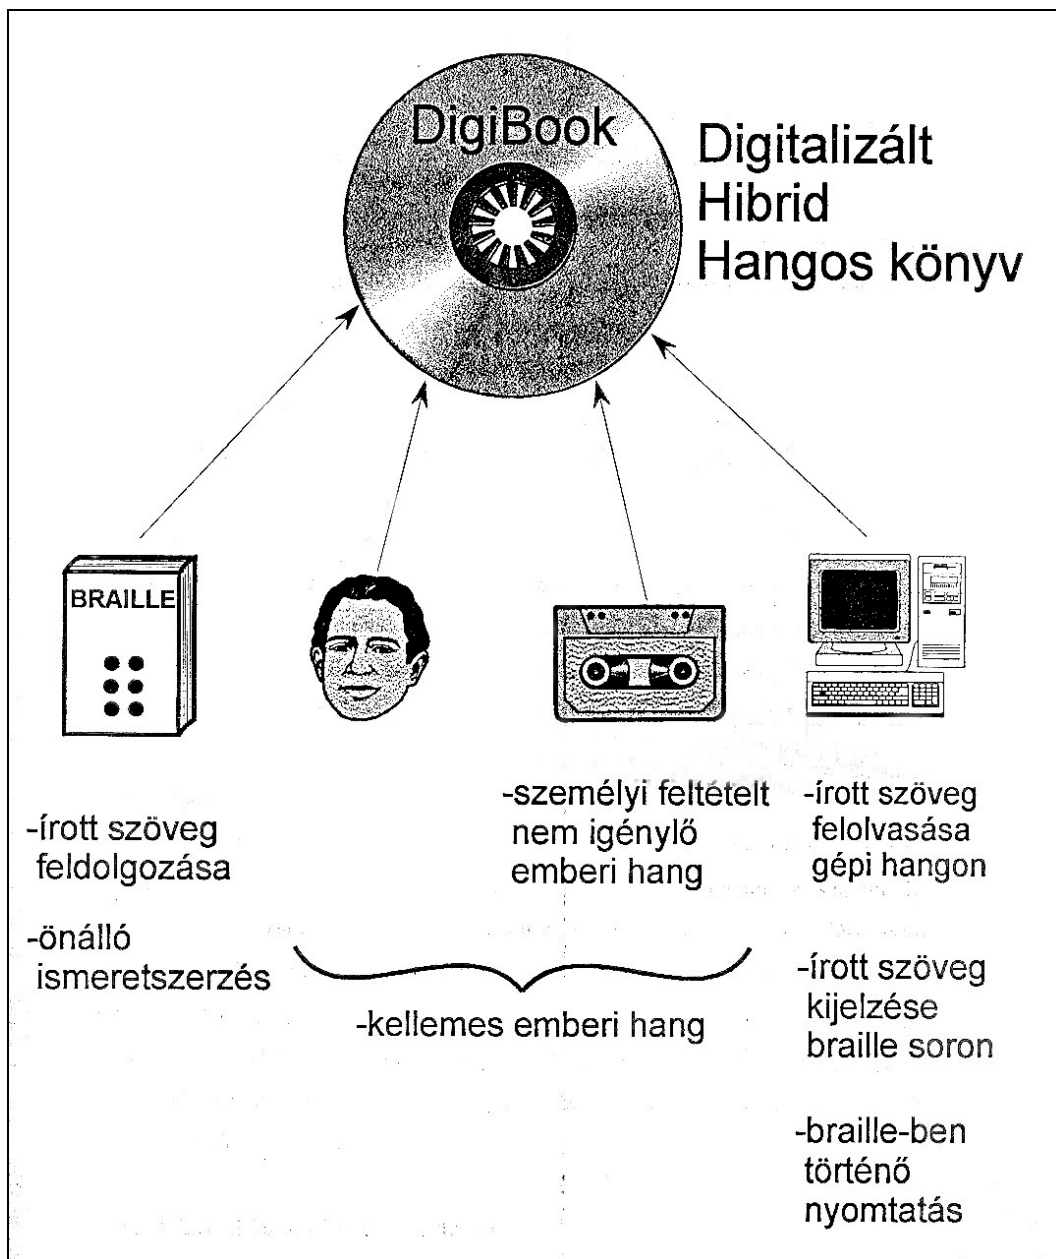 DigiBook
Digitalizált
Hibrid
Hangos könyv
BRAILLE
-írott szöveg
feldolgozása
-önálló
ismeretszerzés
-személyi feltételt
nem igénylő
emberi hang
-kellemes emberi hang
-írott szöveg
felolvasása
gépi hangon
-írott szöveg
kijelzése
braille soron
-braille-ben
történő
nyomtatás